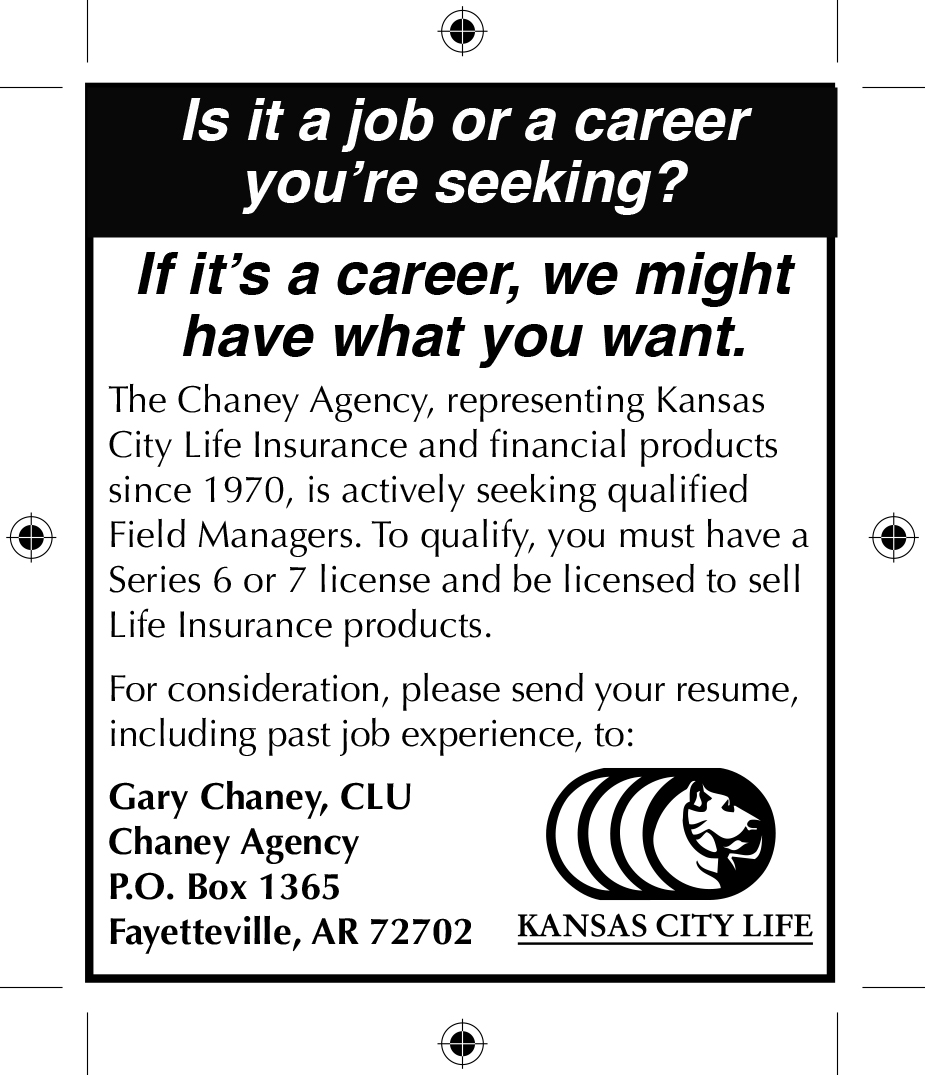 Is it a job or a career
you’re seeking?
If it’s a career, we might
have what you want.
The Chaney Agency, representing Kansas
City Life Insurance and financial products
since 1970, is actively seeking qualified
Field Managers. To qualify, you must have a
Series 6 or 7 license and be licensed to sell
Life Insurance products.
For consideration, please send your resume,
including past job experience, to:
Gary Chaney, CLU
Chaney Agency
P.O. Box 1365
Fayetteville, AR 72702
KANSAS CITY LIFE